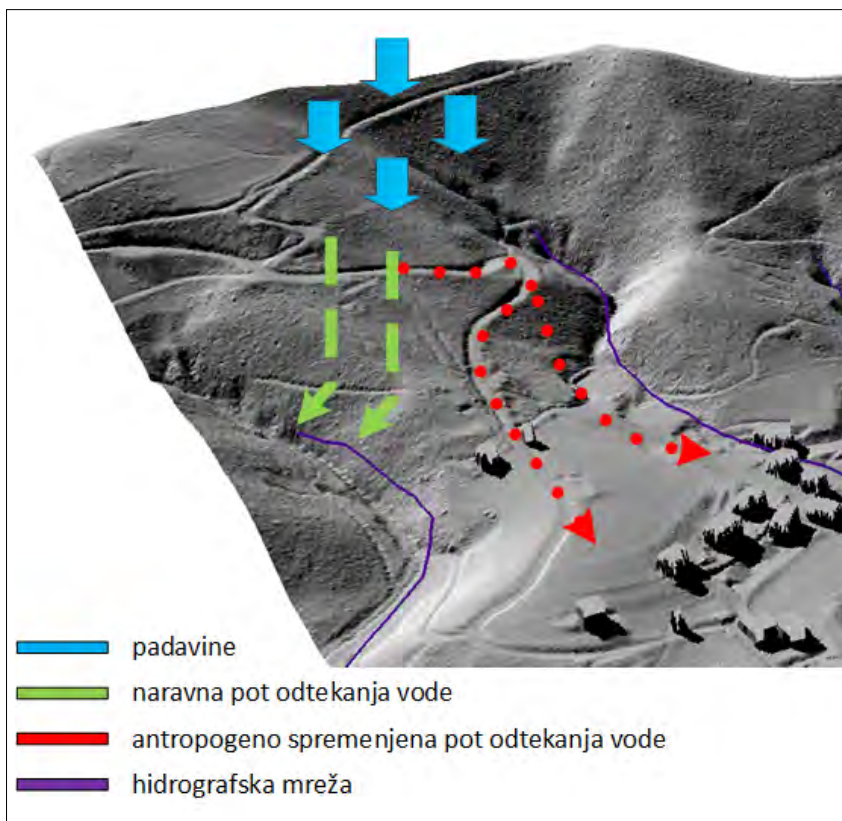 padavine
naravna pot odtekanja vode
antropogeno spremenjena pot odtekanja vode
hidrografska mreža